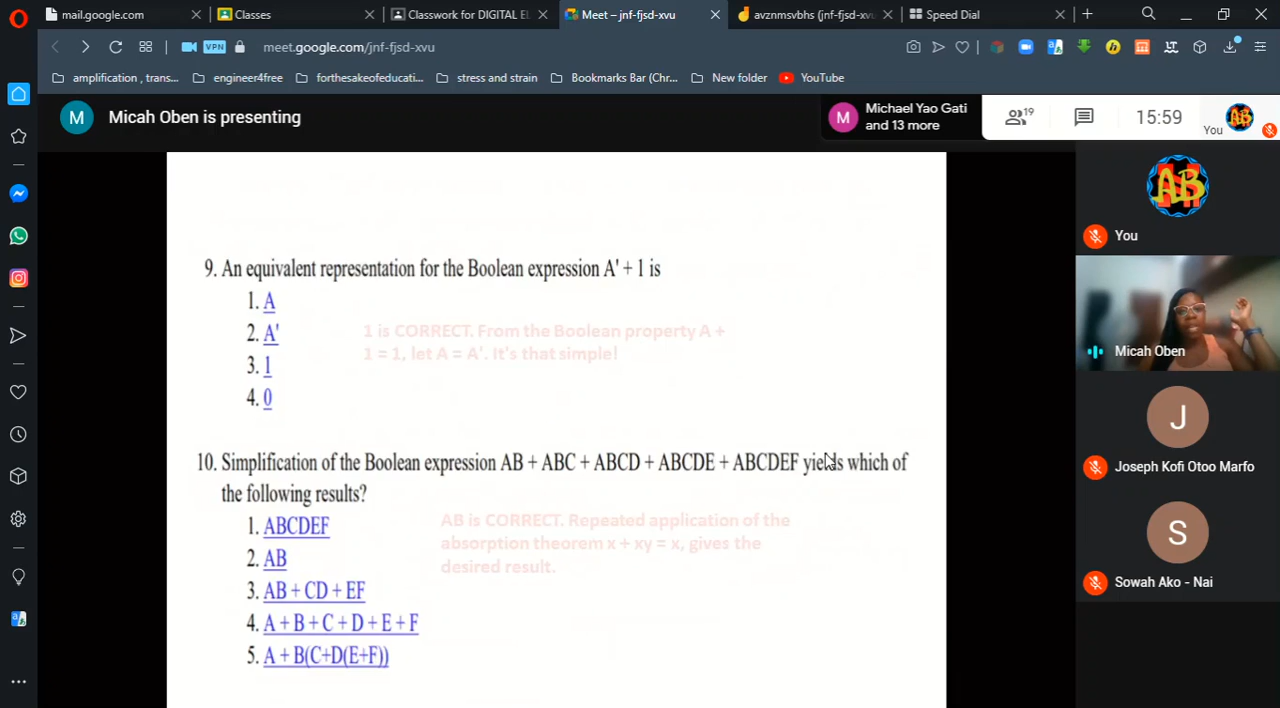 mail.google.com
Classes
Classwork for DIGITAL EL
Meet – jnf-fjsd-xvu
avznmsvbhs (jnf-fjsd-xv
Speed Dial
VPN
meet.google.com/jnf-fjsd-xvu
amplification , trans...
engineer4free
forthesakeofeducati...
stress and strain
Bookmarks Bar (Chr...
New folder
YouTube
M
Micah Oben is presenting
M
Michael Yao Gati
and 13 more
19
15:59
You
9. An equivalent representation for the Boolean expression A' + 1 is
1. A
2. A'
3. 1
4. 0
1 is CORRECT. From the Boolean property A +
1 = 1, let A = A'. It's that simple!
10. Simplification of the Boolean expression AB + ABC + ABCD + ABCDE + ABCDEF yields which of
the following results?
1. ABCDEF
2. AB
3. AB + CD + EF
4. A + B + C + D + E + F
5. A + B(C+D(E+F))
AB is CORRECT. Repeated application of the
absorption theorem x + xy = x, gives the
desired result.
AB
You
Micah Oben
J
Joseph Kofi Otoo Marfo
S
Sowah Ako - Nai